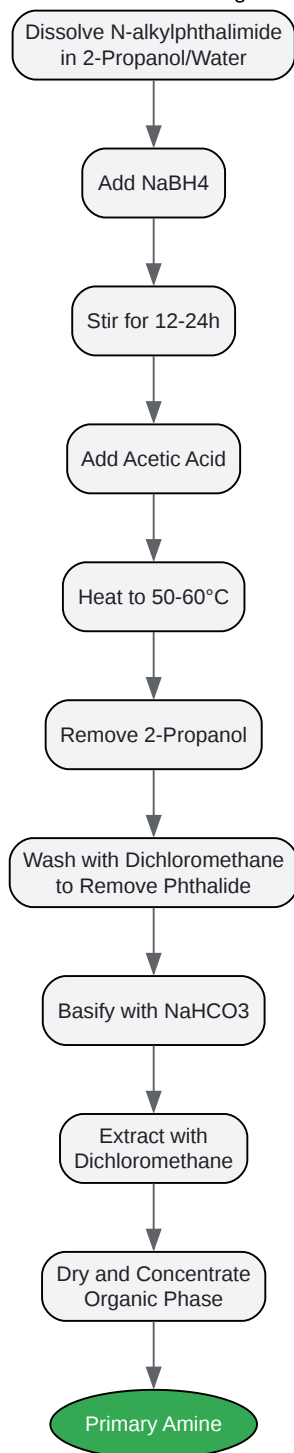 Dissolve N-alkylphthalimide
in 2-Propanol/Water
Add NaBH4
Stir for 12-24h
Add Acetic Acid
Heat to 50-60°C
Remove 2-Propanol
Wash with Dichloromethane
to Remove Phthalide
Basify with NaHCO3
Extract with
Dichloromethane
Dry and Concentrate
Organic Phase
Primary Amine